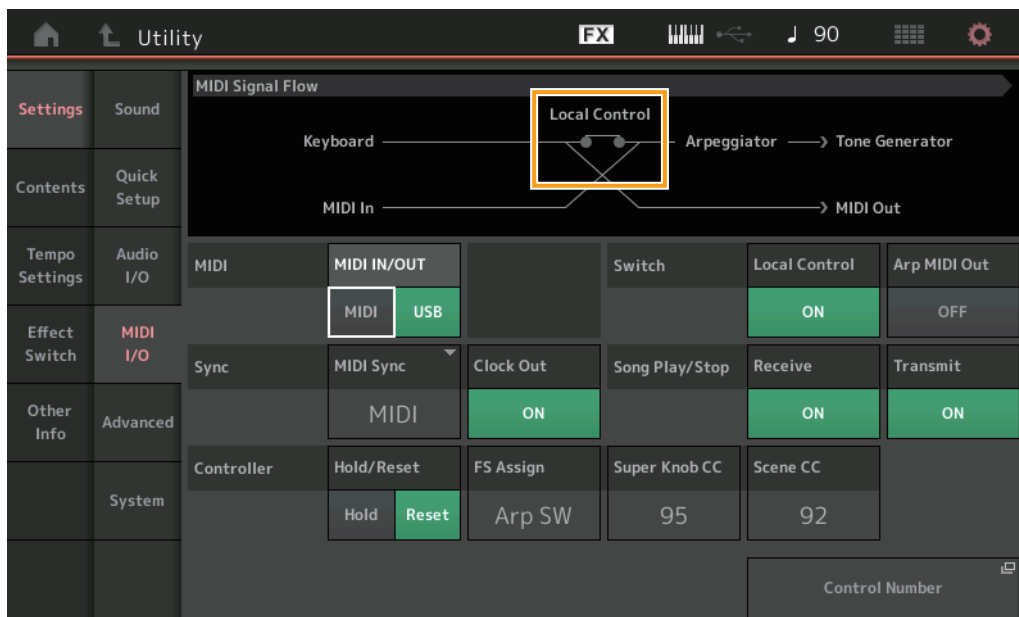 Utility
FX
90
Settings
Sound
Contents
Quick
Setup
Tempo
Settings
Audio
I/O
Effect
Switch
MIDI
I/O
Other
Info
Advanced
System
MIDI Signal Flow
Local Control
Keyboard
Arpeggiator
Tone Generator
MIDI In
MIDI Out
MIDI
MIDI IN/OUT
Switch
Local Control
Arp MIDI Out
MIDI
USB
ON
OFF
Sync
MIDI Sync
Clock Out
Song Play/Stop
Receive
Transmit
MIDI
ON
ON
ON
Controller
Hold/Reset
FS Assign
Super Knob CC
Scene CC
Hold
Reset
Arp SW
95
92
Control Number